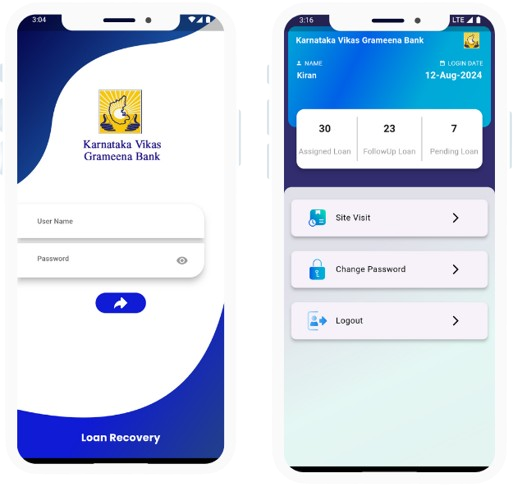 3:04
Karnataka Vikas
Grameena Bank
User Name
Password
Loan Recovery
3:16
LTE
Karnataka Vikas Grameena Bank
NAME
LOGIN DATE
Kiran
12-Aug-2024
30
23
7
Assigned Loan
FollowUp Loan
Pending Loan
Site Visit
Change Password
Logout